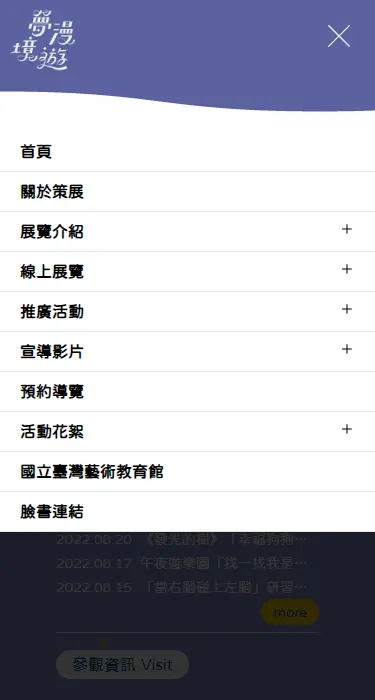 夢漫
境遊
首頁
關於策展
展覽介紹
線上展覽
推廣活動
宣導影片
預約導覽
活動花絮
國立臺灣藝術教育館
臉書連結
2022.08.20 《發光的樹》「幸福狗狗…
2022.08.17 午夜遊樂園「找一找我是…
2022.08.15 「當右腦碰上左腦」研習…
more
參觀資訊 Visit